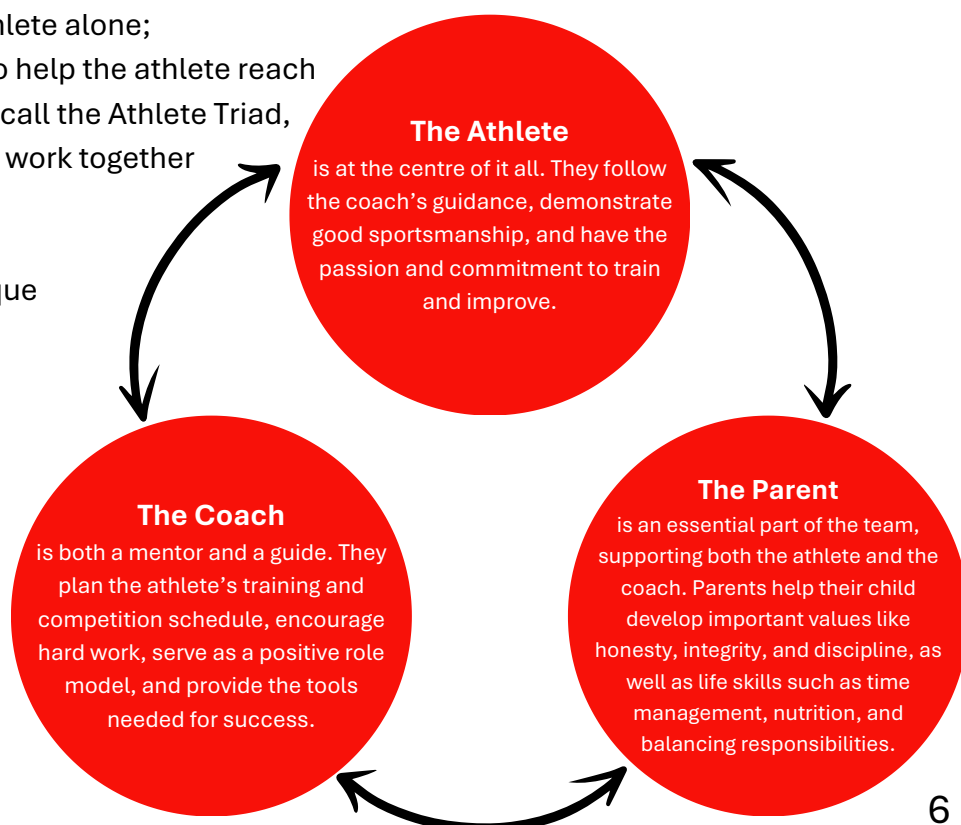 hlete alone;
o help the athlete reach
call the Athlete Triad,
work together
que
The Athlete
is at the centre of it all. They follow
the coach’s guidance, demonstrate
good sportsmanship, and have the
passion and commitment to train
and improve.
The Coach
is both a mentor and a guide. They
plan the athlete’s training and
competition schedule, encourage
hard work, serve as a positive role
model, and provide the tools
needed for success.
The Parent
is an essential part of the team,
supporting both the athlete and the
coach. Parents help their child
develop important values like
honesty, integrity, and discipline, as
well as life skills such as time
management, nutrition, and
balancing responsibilities.
6